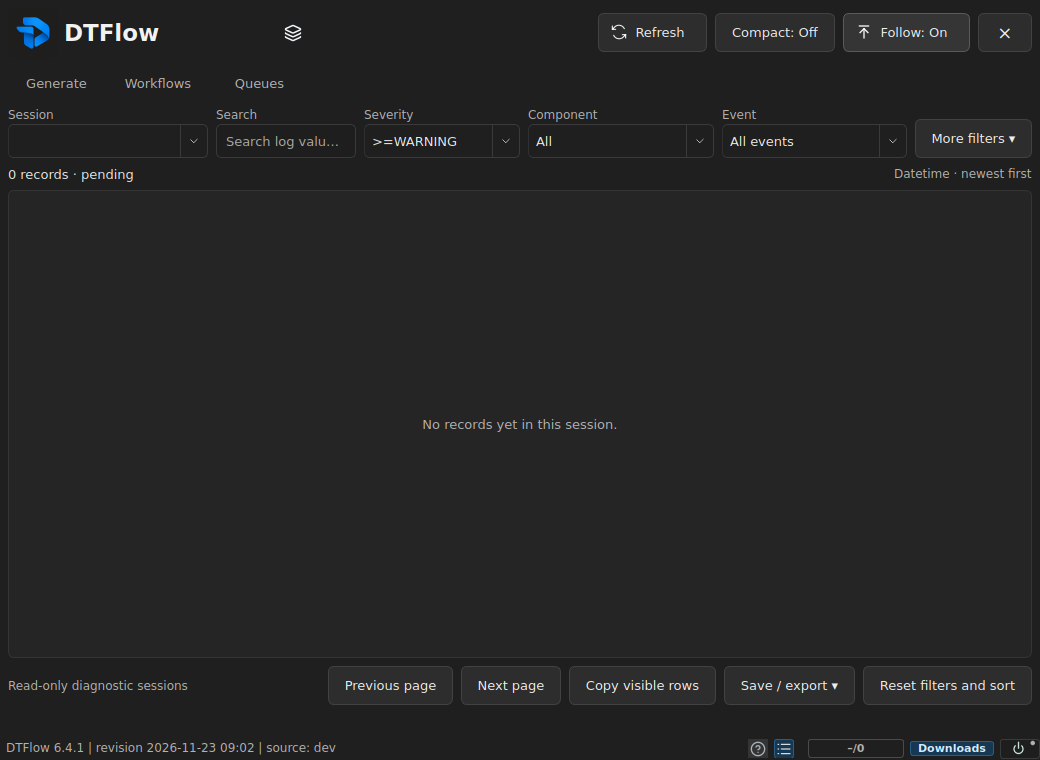 DTFlow
Refresh
Compact: Off
Follow: On
Generate
Workflows
Queues
Session
Search
Severity
Component
Event
Search log valu...
>=WARNING
All
All events
More filters ▾
0 records · pending
Datetime · newest first
No records yet in this session.
Read-only diagnostic sessions
Previous page
Next page
Copy visible rows
Save / export ▾
Reset filters and sort
DTFlow 6.4.1 | revision 2026-11-23 09:02 | source: dev
–/0
Downloads